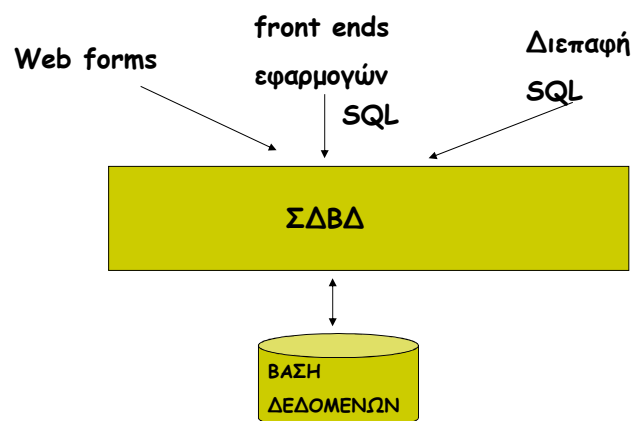 Web forms
front ends
εφαρμογών
SQL
Διεπαφή
SQL
ΣΔΒΔ
ΒΑΣΗ
ΔΕΔΟΜΕΝΩΝ